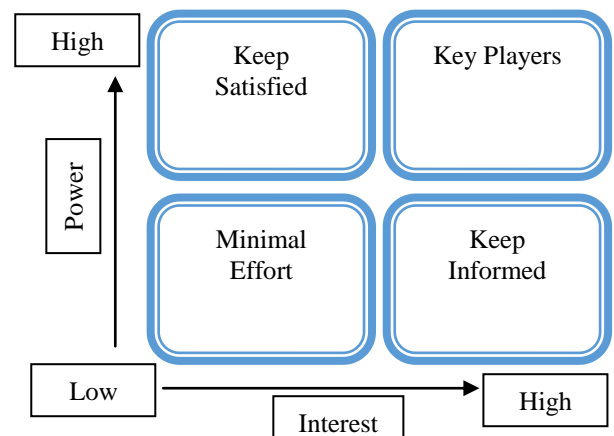 High
Keep
Satisfied
Key Players
Power
Minimal
Effort
Keep
Informed
Low
High
Interest